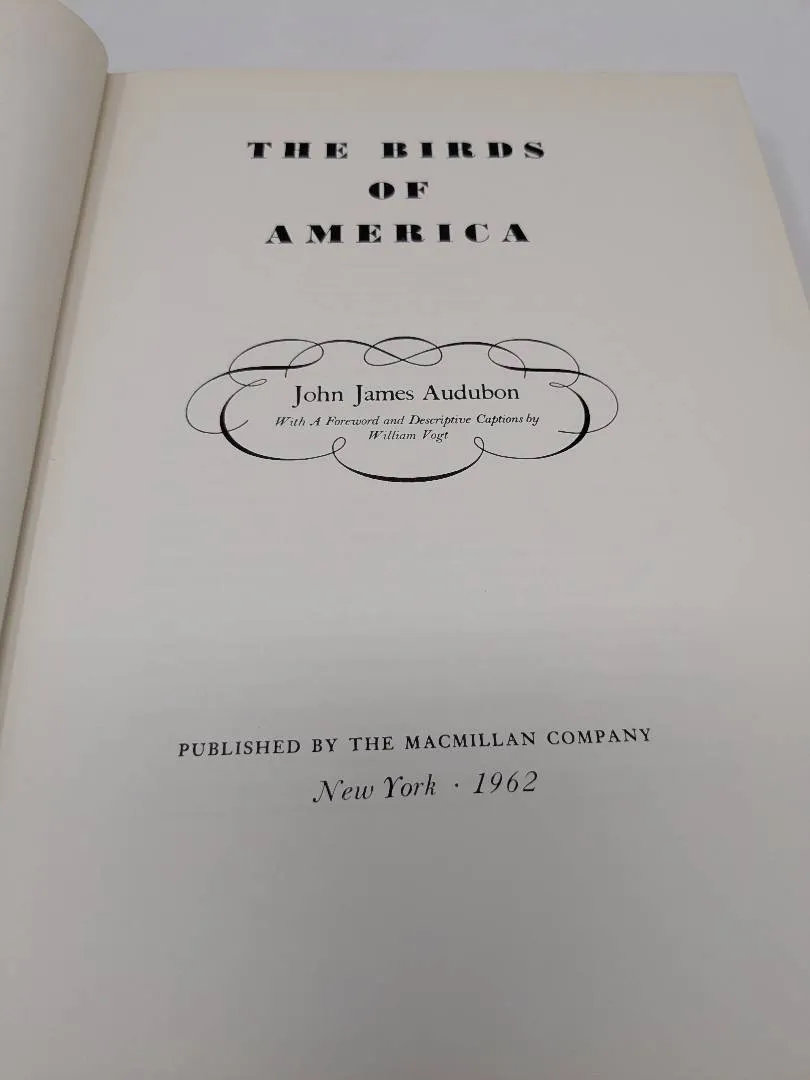 THE BIRDS
OF
AMERICA
John James Audubon
With A Foreword and Descriptive Captions by
William Vogt
PUBLISHED BY THE MACMILLAN COMPANY
New York · 1962